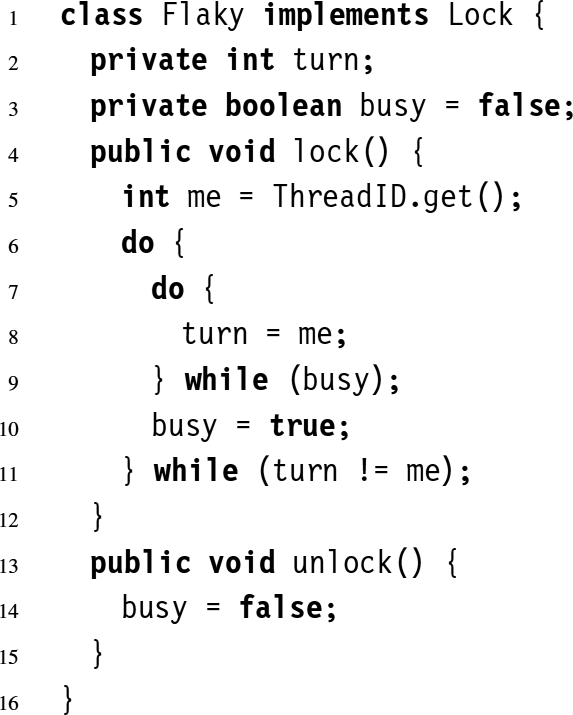 1 class Flaky implements Lock {
2 private int turn;
3 private boolean busy = false;
4 public void lock() {
5 int me = ThreadID.get();
6 do {
7 do {
8 turn = me;
9 } while (busy);
10 busy = true;
11 } while (turn != me);
12 }
13 public void unlock() {
14 busy = false;
15 }
16 }